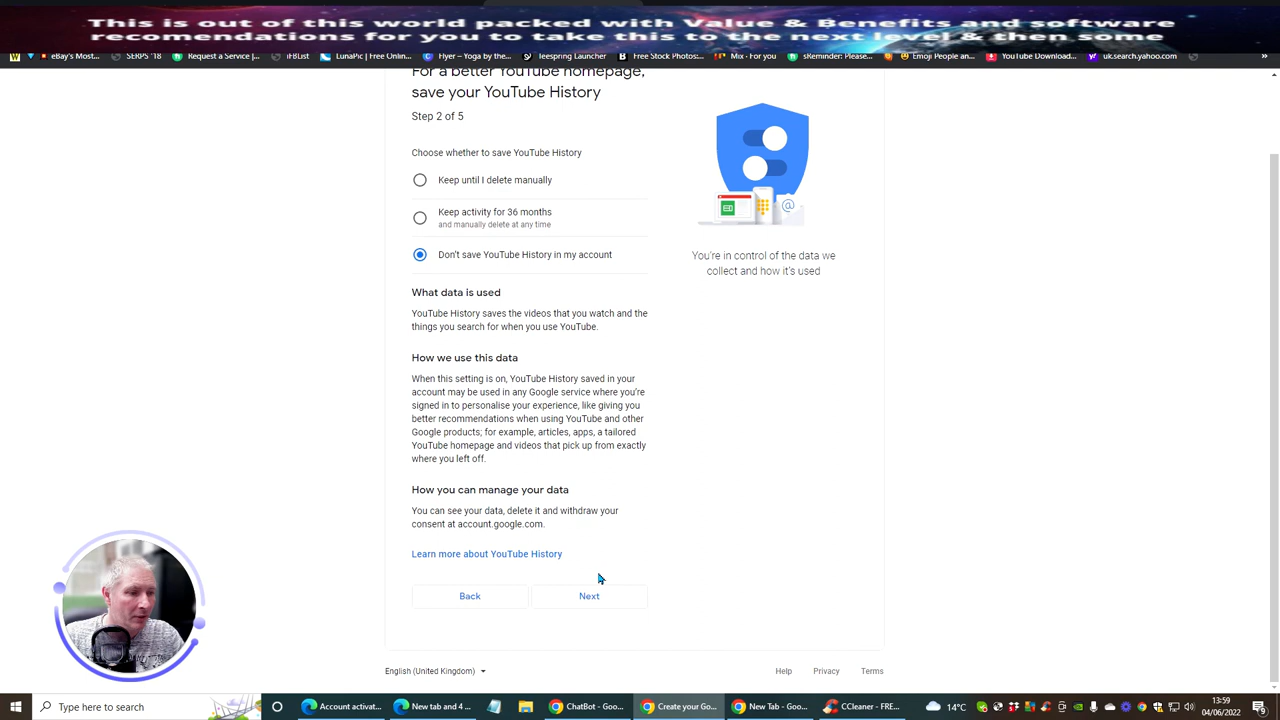 This is out of this world packed with Value & Benefits and software
recomendations for you to take this to the next level & then some
eBay's Most...
SERPS '18
Request a Service |...
iFBList
LunaPic | Free Onlin...
Flyer – Yoga by the...
Teespring Launcher
Free Stock Photos:...
Mix - For you
sReminder: Please...
Emoji People and...
YouTube Download...
uk.search.yahoo.com
»
For a better YouTube homepage,
save your YouTube History
Step 2 of 5
Choose whether to save YouTube History
Keep until I delete manually
Keep activity for 36 months
and manually delete at any time
Don't save YouTube History in my account
What data is used
YouTube History saves the videos that you watch and the
things you search for when you use YouTube.
How we use this data
When this setting is on, YouTube History saved in your
account may be used in any Google service where you're
signed in to personalise your experience, like giving you
better recommendations when using YouTube and other
Google products; for example, articles, apps, a tailored
YouTube homepage and videos that pick up from exactly
where you left off.
How you can manage your data
You can see your data, delete it and withdraw your
consent at account.google.com.
Learn more about YouTube History
Back
Next
You're in control of the data we
collect and how it's used
English (United Kingdom)
Help
Privacy
Terms
Type here to search
Account activat...
New tab and 4 ...
ChatBot - Goo...
Create your Go...
New Tab - Goo...
CCleaner - FRE...
14°C
13:59
04/06/2022